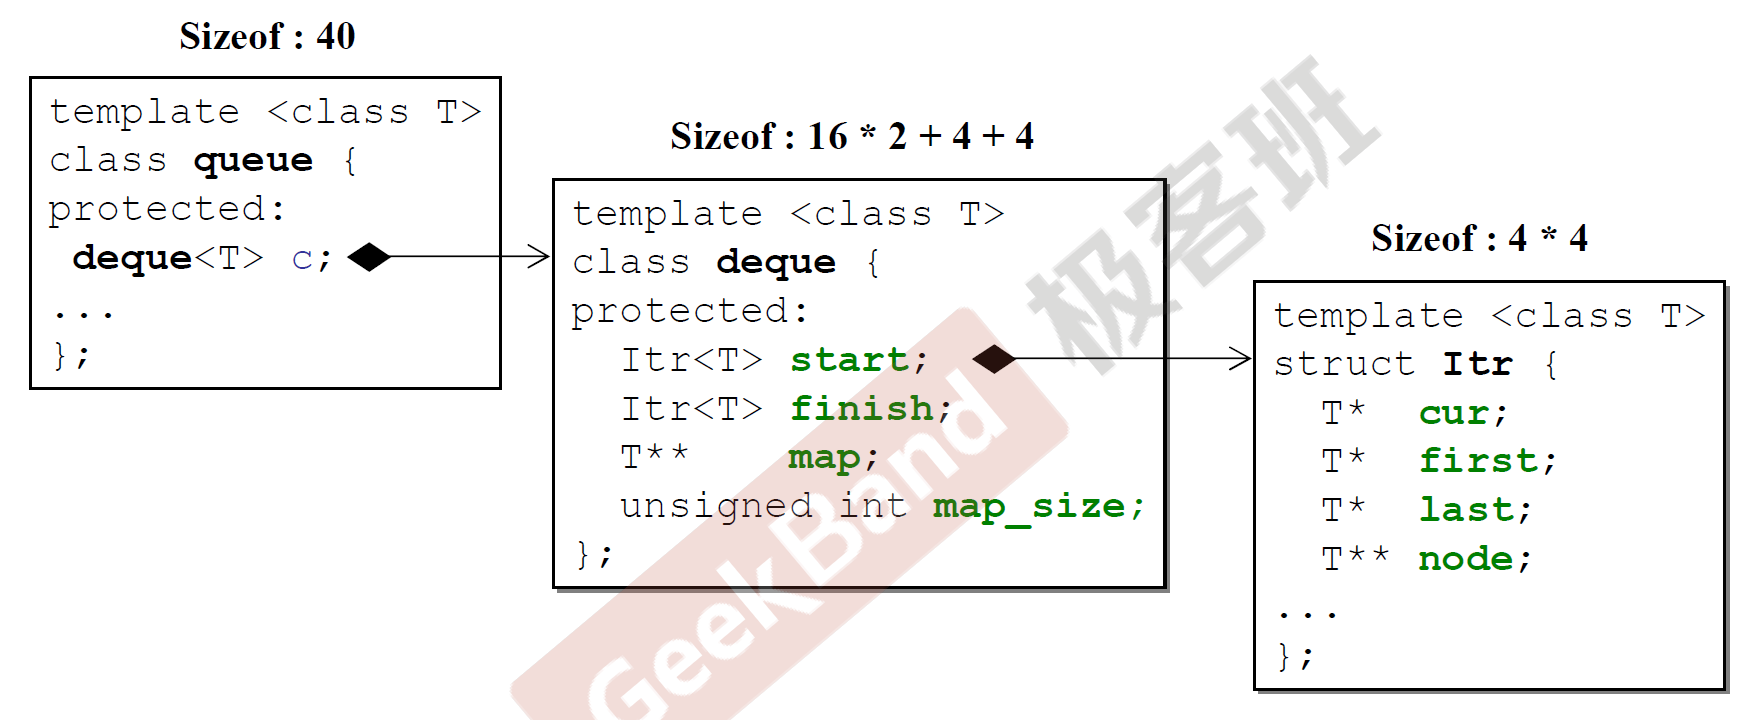 Sizeof : 40
template <class T>
class queue {
protected:
 deque<T> c;
...
};
Sizeof : 16 * 2 + 4 + 4
template <class T>
class deque {
protected:
  Itr<T> start;
  Itr<T> finish;
  T**    map;
  unsigned int map_size;
};
Sizeof : 4 * 4
template <class T>
struct Itr {
  T*  cur;
  T*  first;
  T*  last;
  T** node;
...
};
GeekBand 极客班